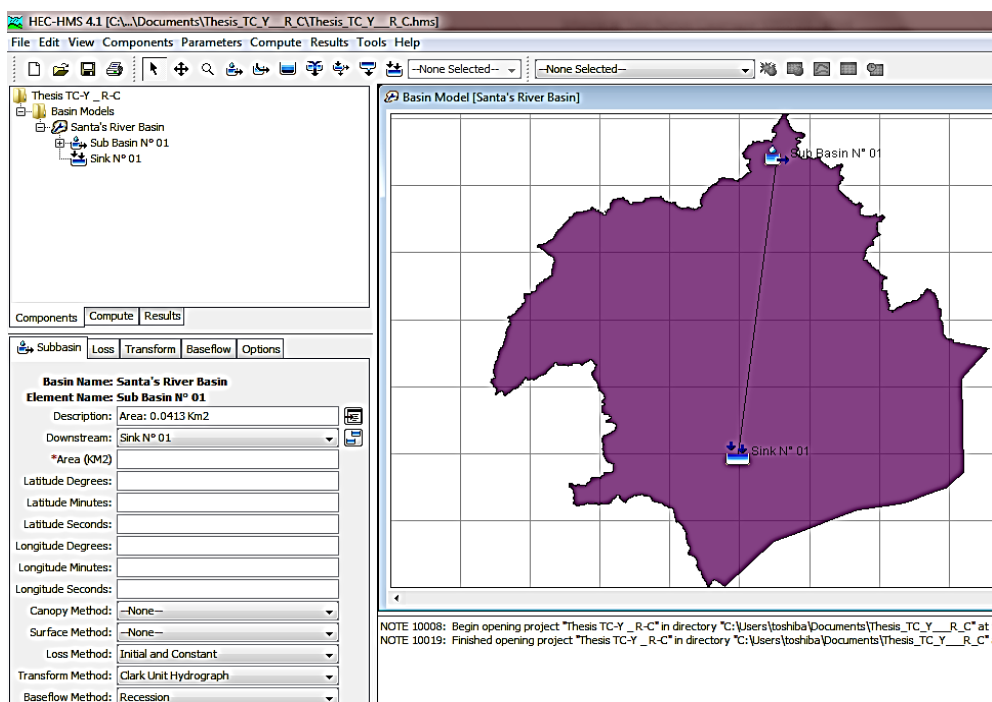 HEC-HMS 4.1 [C:\...\Documents\Thesis_TC_Y__R_C\Thesis_TC_Y__R_C.hms]
File Edit View Components Parameters Compute Results Tools Help
--None Selected-- --None Selected--
Thesis TC-Y _ R-C
Basin Models
Santa's River Basin
Sub Basin N° 01
Sink N° 01
Components Compute Results
Subbasin Loss Transform Baseflow Options
Basin Name: Santa's River Basin
Element Name: Sub Basin N° 01
Description: Area: 0.0413 Km2
Downstream: Sink N° 01
*Area (KM2)
Latitude Degrees:
Latitude Minutes:
Latitude Seconds:
Longitude Degrees:
Longitude Minutes:
Longitude Seconds:
Canopy Method: --None--
Surface Method: --None--
Loss Method: Initial and Constant
Transform Method: Clark Unit Hydrograph
Baseflow Method: Recession
Basin Model [Santa's River Basin]
Sub Basin N° 01
Sink N° 01
NOTE 10008: Begin opening project "Thesis TC-Y _ R-C" in directory "C:\Users\toshiba\Documents\Thesis_TC_Y___R_C" at
NOTE 10019: Finished opening project "Thesis TC-Y _ R-C" in directory "C:\Users\toshiba\Documents\Thesis_TC_Y___R_C"